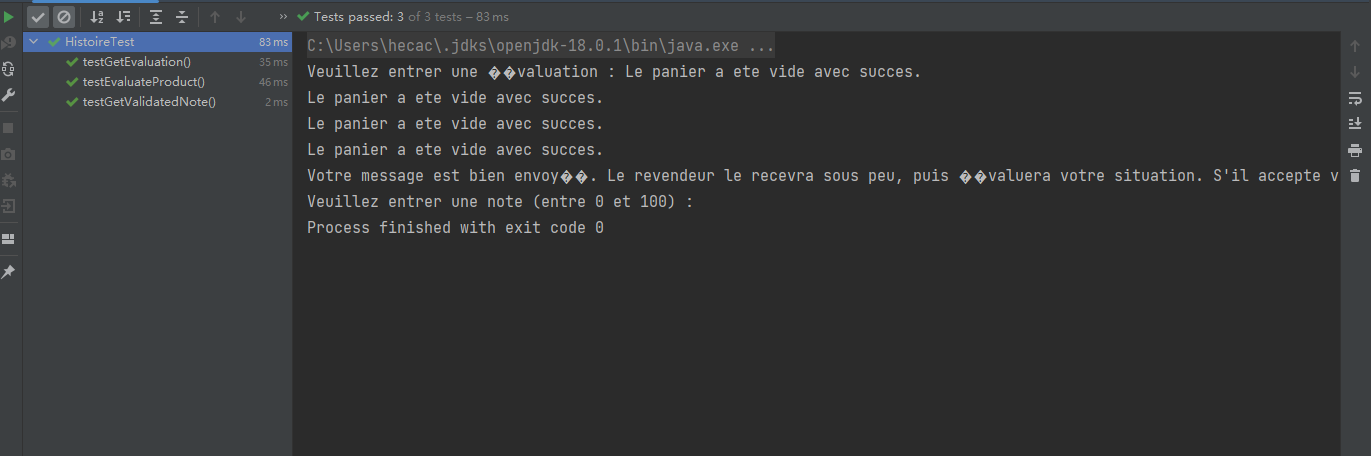 Tests passed: 3 of 3 tests – 83 ms
HistoireTest 83 ms
testGetEvaluation() 35 ms
testEvaluateProduct() 46 ms
testGetValidatedNote() 2 ms
C:\Users\hecac\.jdks\openjdk-18.0.1\bin\java.exe ...
Veuillez entrer une ��valuation : Le panier a ete vide avec succes.
Le panier a ete vide avec succes.
Le panier a ete vide avec succes.
Le panier a ete vide avec succes.
Votre message est bien envoy��. Le revendeur le recevra sous peu, puis ��valuera votre situation. S'il accepte v
Veuillez entrer une note (entre 0 et 100) :
Process finished with exit code 0